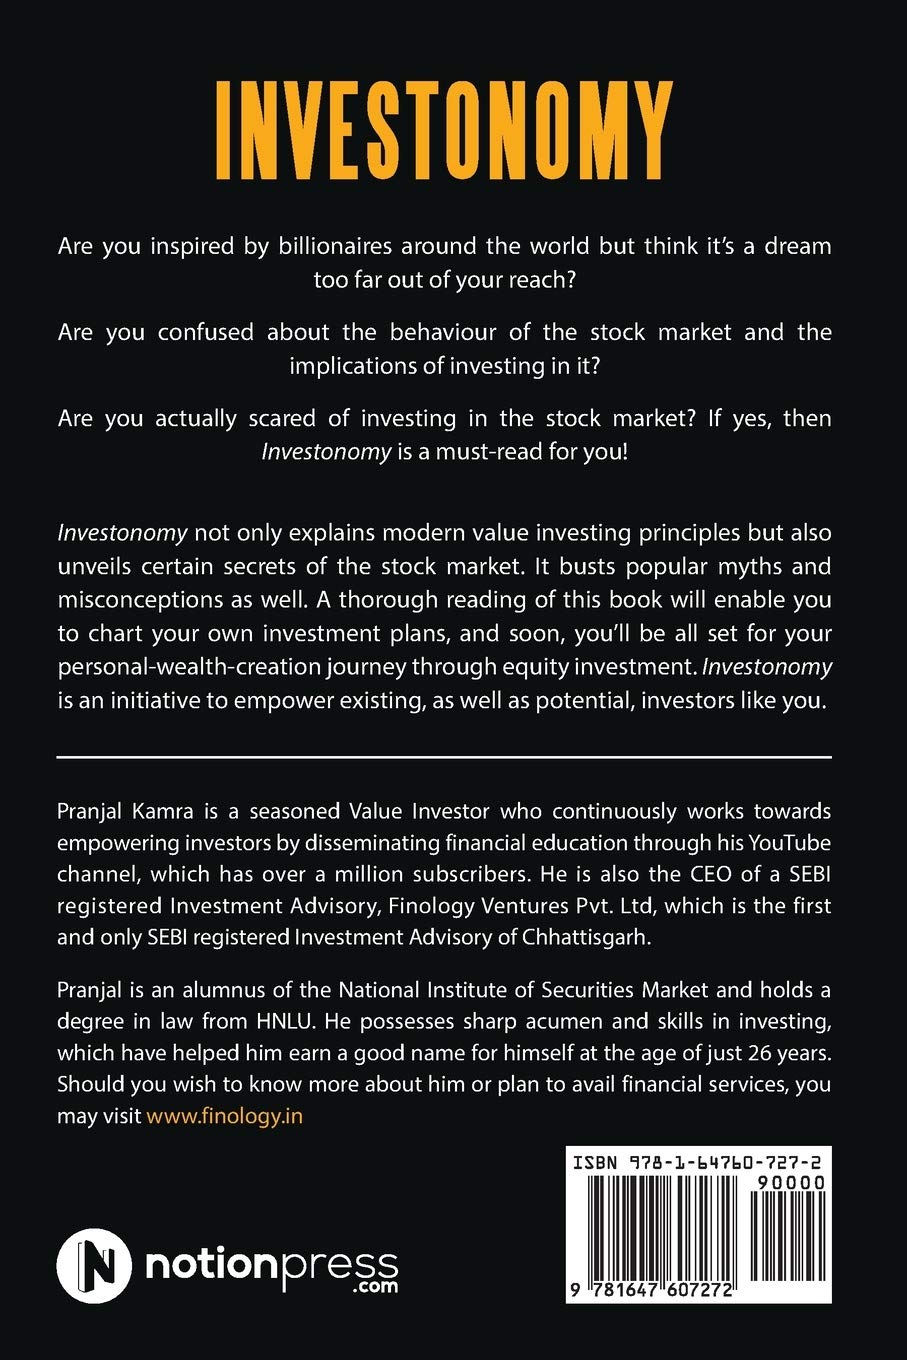 INVESTONOMY
Are you inspired by billionaires around the world but think it’s a dream
too far out of your reach?
Are you confused about the behaviour of the stock market and the
implications of investing in it?
Are you actually scared of investing in the stock market? If yes, then
Investonomy is a must-read for you!
Investonomy not only explains modern value investing principles but also
unveils certain secrets of the stock market. It busts popular myths and
misconceptions as well. A thorough reading of this book will enable you
to chart your own investment plans, and soon, you’ll be all set for your
personal-wealth-creation journey through equity investment. Investonomy
is an initiative to empower existing, as well as potential, investors like you.
Pranjal Kamra is a seasoned Value Investor who continuously works towards
empowering investors by disseminating financial education through his YouTube
channel, which has over a million subscribers. He is also the CEO of a SEBI
registered Investment Advisory, Finology Ventures Pvt. Ltd, which is the first
and only SEBI registered Investment Advisory of Chhattisgarh.
Pranjal is an alumnus of the National Institute of Securities Market and holds a
degree in law from HNLU. He possesses sharp acumen and skills in investing,
which have helped him earn a good name for himself at the age of just 26 years.
Should you wish to know more about him or plan to avail financial services, you
may visit www.finology.in
ISBN 978-1-64760-727-2
90000
9 781647 607272
N notionpress
.com